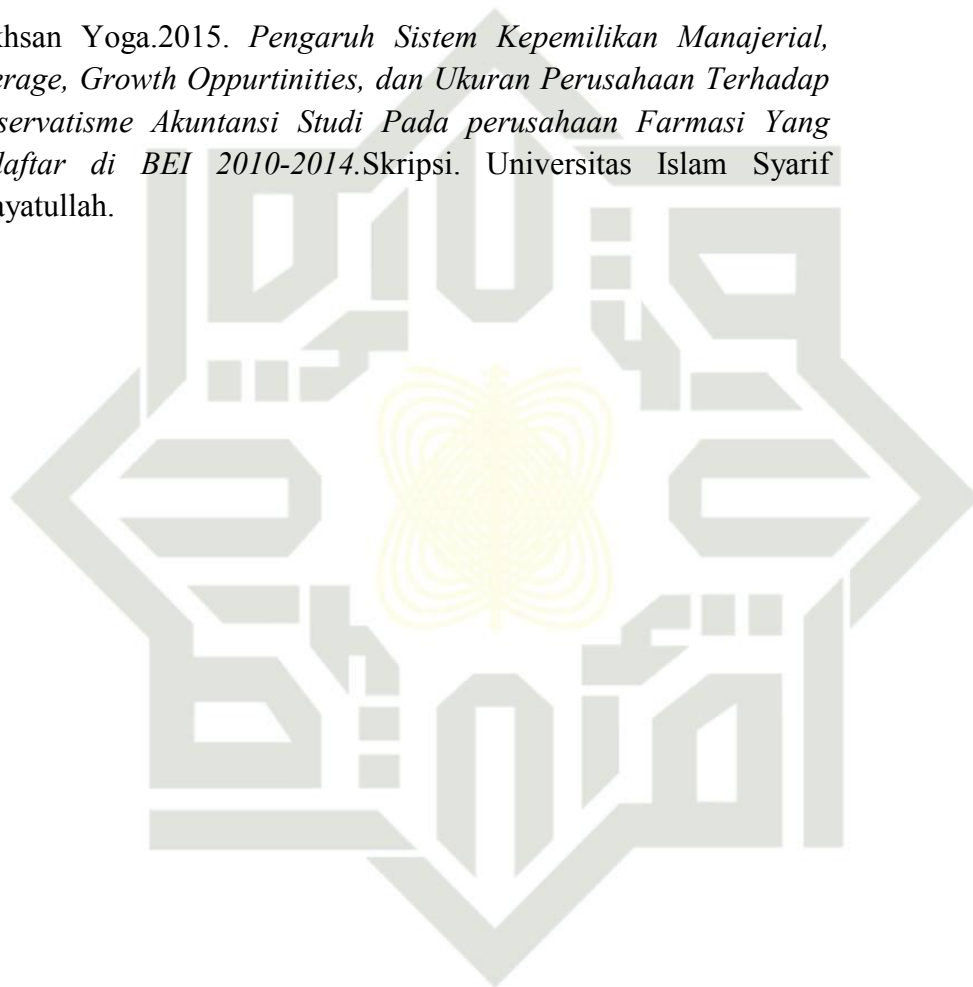 khsan Yoga.2015. Pengaruh Sistem Kepemilikan Manajerial,
erage, Growth Oppurtinities, dan Ukuran Perusahaan Terhadap
servatisme Akuntansi Studi Pada perusahaan Farmasi Yang
daftar di BEI 2010-2014.Skripsi. Universitas Islam Syarif
ayatullah.